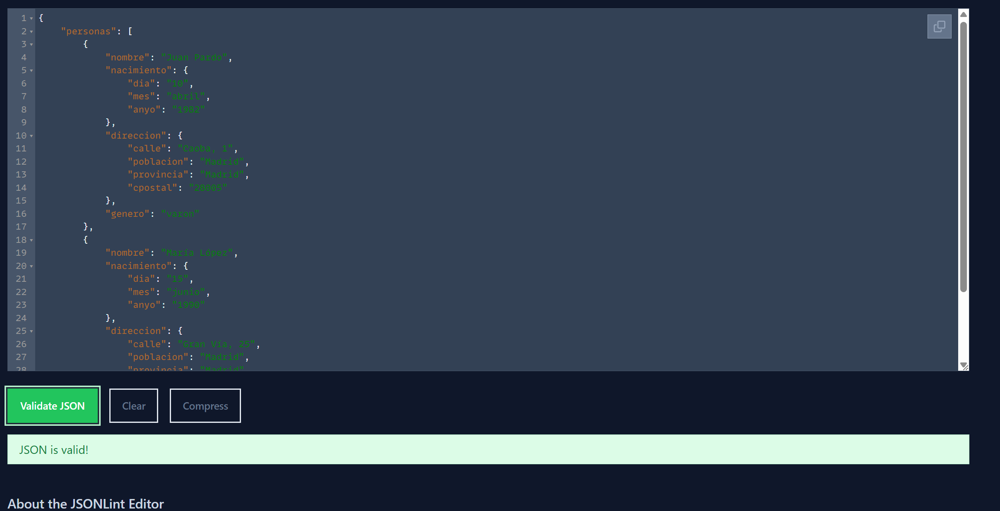 1 {
2 "personas": [
3 {
4 "nombre": "Juan Pardo",
5 "nacimiento": {
6 "dia": "10",
7 "mes": "abril",
8 "anyo": "1982"
9 },
10 "direccion": {
11 "calle": "Caoba, 1",
12 "poblacion": "Madrid",
13 "provincia": "Madrid",
14 "cpostal": "28005"
15 },
16 "genero": "varon"
17 },
18 {
19 "nombre": "María López",
20 "nacimiento": {
21 "dia": "15",
22 "mes": "junio",
23 "anyo": "1990"
24 },
25 "direccion": {
26 "calle": "Gran Vía, 25",
27 "poblacion": "Madrid",
28 "provincia": "Madrid"
Validate JSON
Clear
Compress
JSON is valid!
About the JSONLint Editor